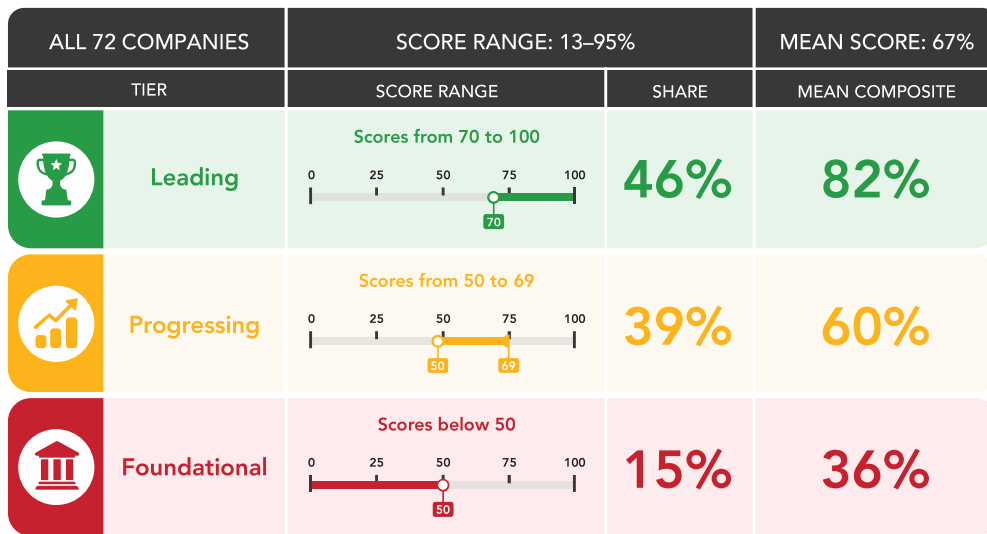 ALL 72 COMPANIES
SCORE RANGE: 13–95%
MEAN SCORE: 67%
TIER
SCORE RANGE
SHARE
MEAN COMPOSITE
Leading
Scores from 70 to 100
0 25 50 75 100
70
46%
82%
Progressing
Scores from 50 to 69
0 25 50 75 100
50 69
39%
60%
Foundational
Scores below 50
0 25 50 75 100
50
15%
36%